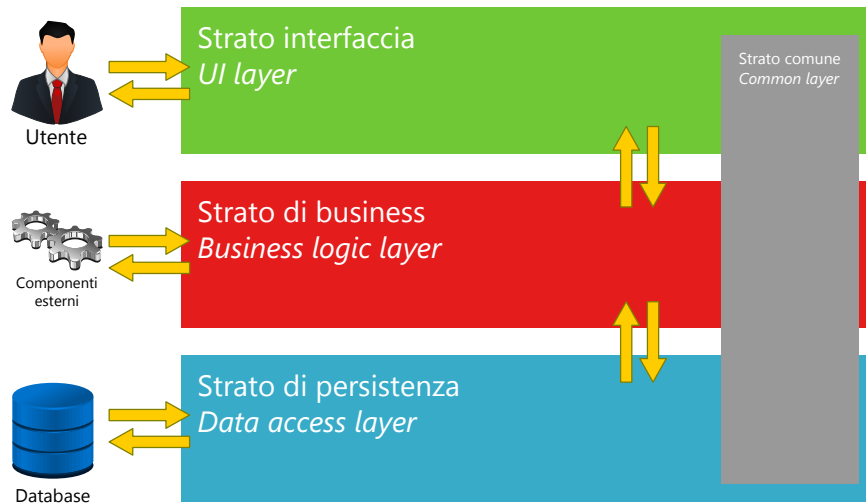 Strato interfaccia
UI layer
Strato comune
Common layer
Utente
Strato di business
Business logic layer
Componenti
esterni
Strato di persistenza
Data access layer
Database